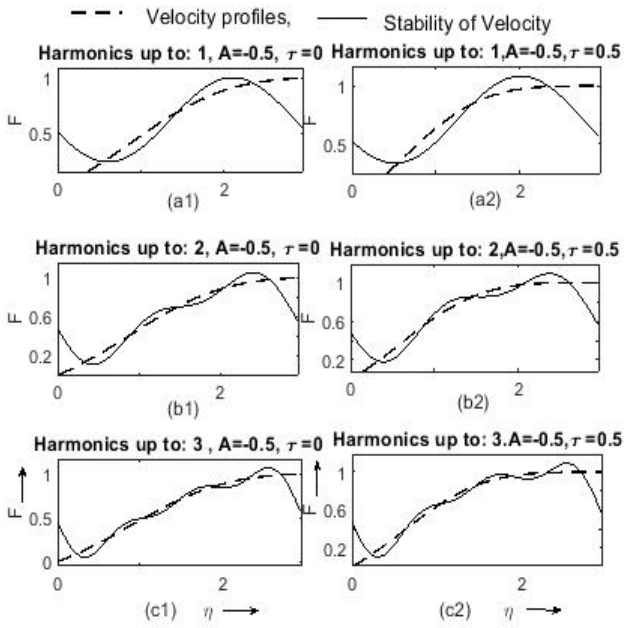 Velocity profiles, Stability of Velocity
Harmonics up to: 1, A=-0.5, τ=0
Harmonics up to: 1,A=-0.5,τ=0.5
F
1
0.5
0
2
(a1)
F
1
0.5
0
2
(a2)
Harmonics up to: 2, A=-0.5, τ=0
Harmonics up to: 2,A=-0.5,τ=0.5
F
1
0.6
0.2
0
2
(b1)
F
1
0.6
0.2
0
2
(b2)
Harmonics up to: 3 , A=-0.5, τ=0
Harmonics up to: 3.A=-0.5,τ=0.5
F
1
0.5
0
0
2
(c1) η
F
1
0.6
0.2
0
2
(c2) η